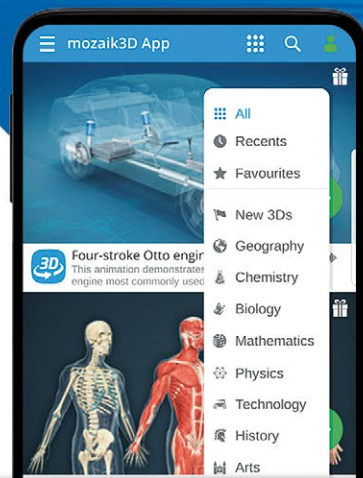 mozaik3D App
All
Recents
Favourites
New 3Ds
Geography
Chemistry
Biology
Mathematics
Physics
Technology
History
Arts
3D
Four-stroke Otto engin
This animation demonstrates
engine most commonly used